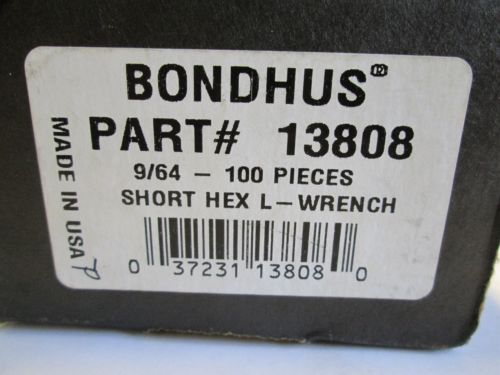 BONDHUS®
PART# 13808
9/64 - 100 PIECES
SHORT HEX L-WRENCH
MADE IN USA
0 37231 13808 0